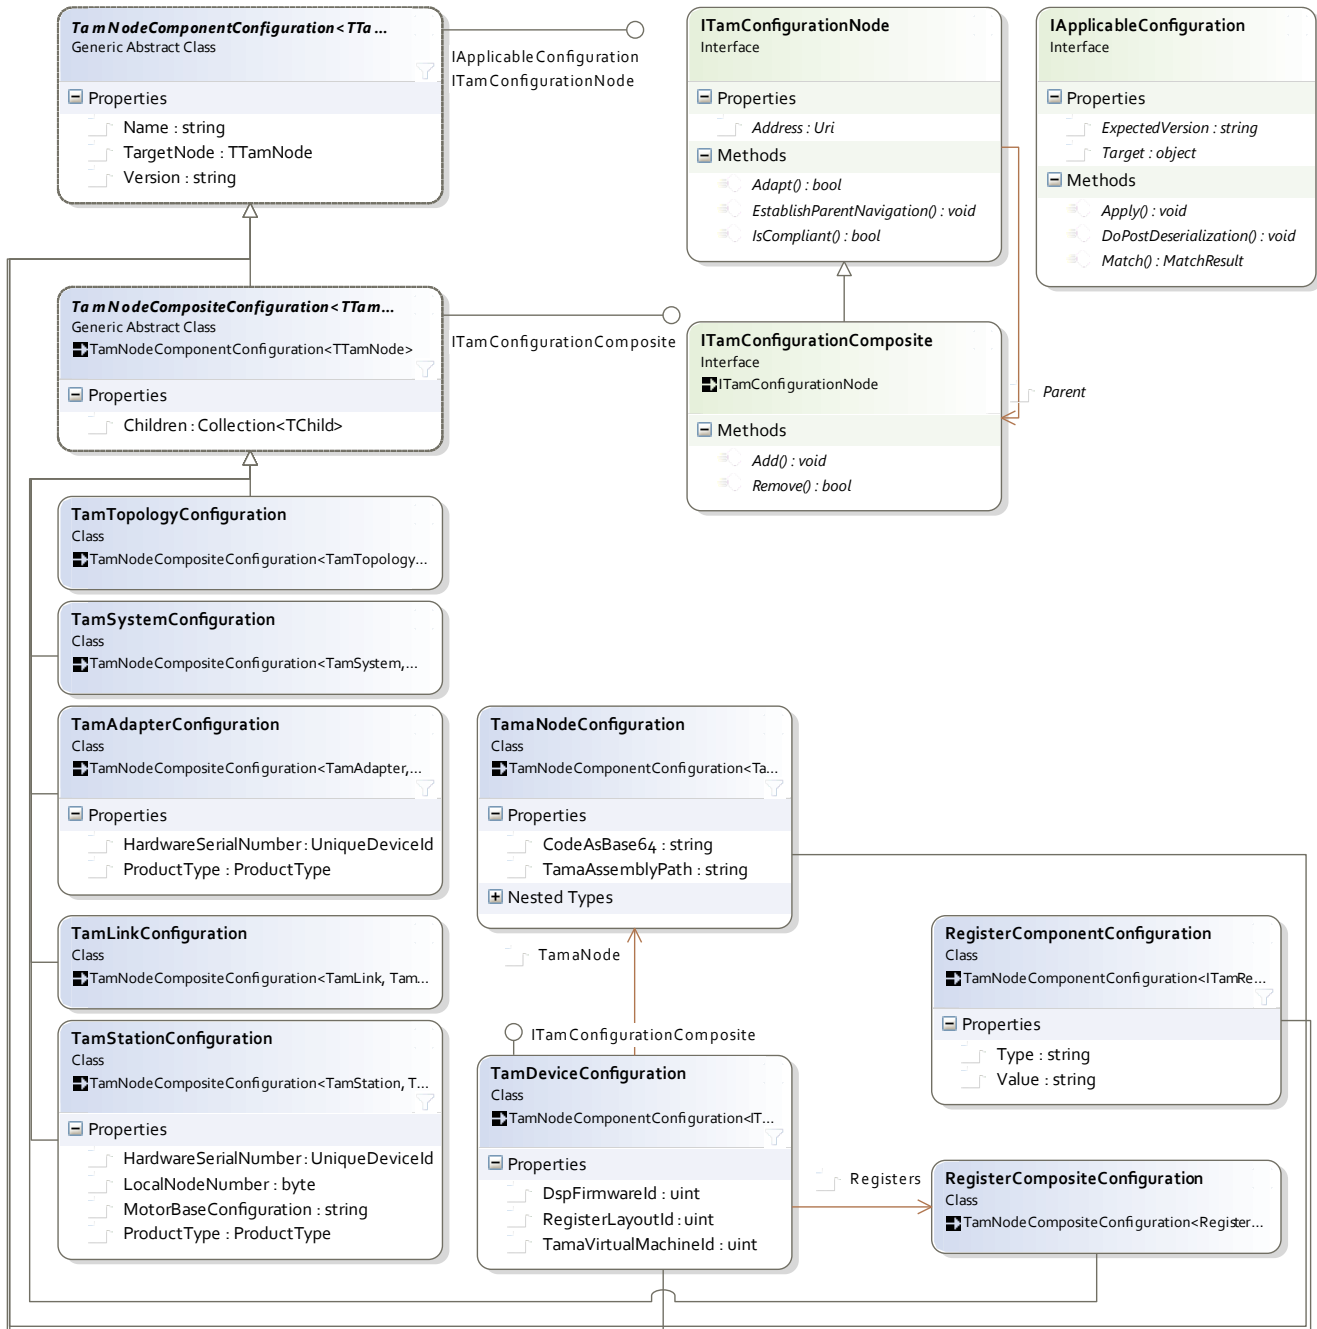 TamNodeComponentConfiguration<TTa...
Generic Abstract Class
Properties
Name : string
TargetNode : TTamNode
Version : string
IApplicableConfiguration
ITamConfigurationNode
ITamConfigurationNode
Interface
Properties
Address : Uri
Methods
Adapt() : bool
EstablishParentNavigation() : void
IsCompliant() : bool
IApplicableConfiguration
Interface
Properties
ExpectedVersion : string
Target : object
Methods
Apply() : void
DoPostDeserialization() : void
Match() : MatchResult
TamNodeCompositeConfiguration<TTam...
Generic Abstract Class
TamNodeComponentConfiguration<TTamNode>
Properties
Children : Collection<TChild>
ITamConfigurationComposite
ITamConfigurationComposite
Interface
ITamConfigurationNode
Methods
Add() : void
Remove() : bool
Parent
TamTopologyConfiguration
Class
TamNodeCompositeConfiguration<TamTopology...
TamSystemConfiguration
Class
TamNodeCompositeConfiguration<TamSystem,...
TamAdapterConfiguration
Class
TamNodeCompositeConfiguration<TamAdapter,...
Properties
HardwareSerialNumber : UniqueDeviceId
ProductType : ProductType
TamLinkConfiguration
Class
TamNodeCompositeConfiguration<TamLink, Tam...
TamStationConfiguration
Class
TamNodeCompositeConfiguration<TamStation, T...
Properties
HardwareSerialNumber : UniqueDeviceId
LocalNodeNumber : byte
MotorBaseConfiguration : string
ProductType : ProductType
TamaNodeConfiguration
Class
TamNodeComponentConfiguration<Ta...
Properties
CodeAsBase64 : string
TamaAssemblyPath : string
Nested Types
TamaNode
ITamConfigurationComposite
TamDeviceConfiguration
Class
TamNodeComponentConfiguration<IT...
Properties
DspFirmwareId : uint
RegisterLayoutId : uint
TamaVirtualMachineId : uint
Registers
RegisterComponentConfiguration
Class
TamNodeComponentConfiguration<ITamRe...
Properties
Type : string
Value : string
RegisterCompositeConfiguration
Class
TamNodeCompositeConfiguration<Register...